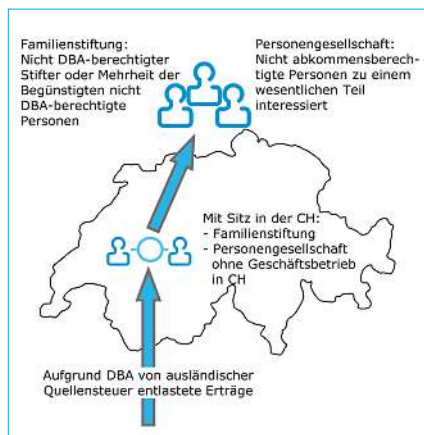 Familienstiftung:
Nicht DBA-berechtigter
Stifter oder Mehrheit der
Begünstigten nicht
DBA-berechtigte
Personen
Personengesellschaft:
Nicht abkommensberech-
tigte Personen zu einem
wesentlichen Teil
interessiert
Mit Sitz in der CH:
- Familienstiftung
- Personengesellschaft
ohne Geschäftsbetrieb
in CH
Aufgrund DBA von ausländischer
Quellensteuer entlastete Erträge